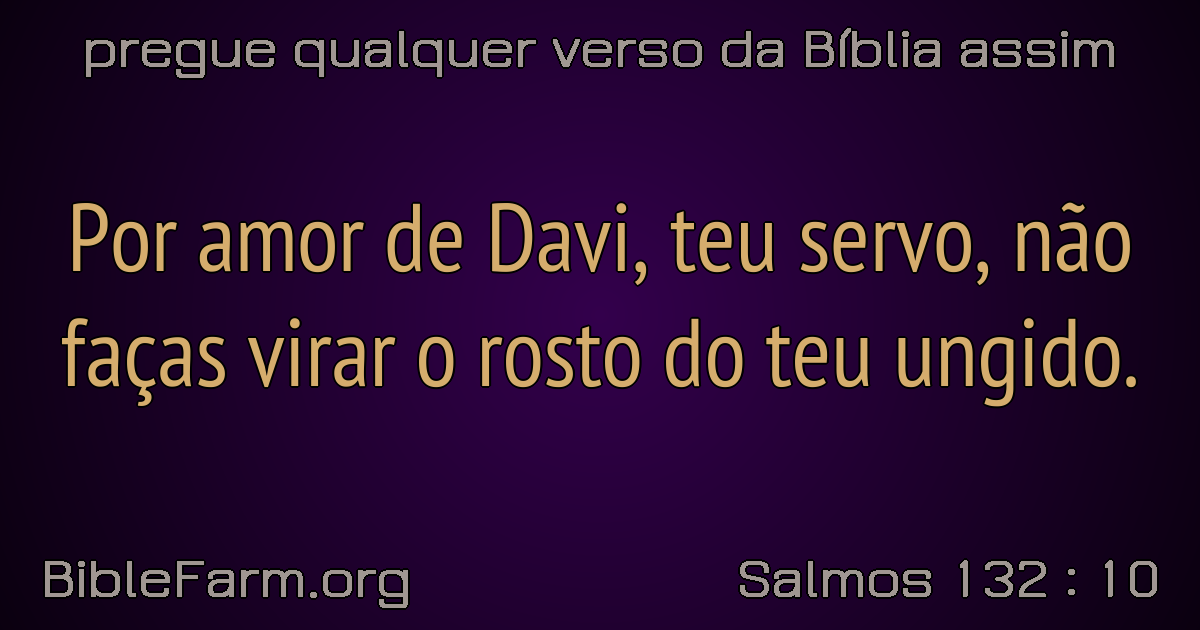 pregue qualquer verso da Bíblia assim
Por amor de Davi, teu servo, não
faças virar o rosto do teu ungido.
BibleFarm.org
Salmos 132 : 10